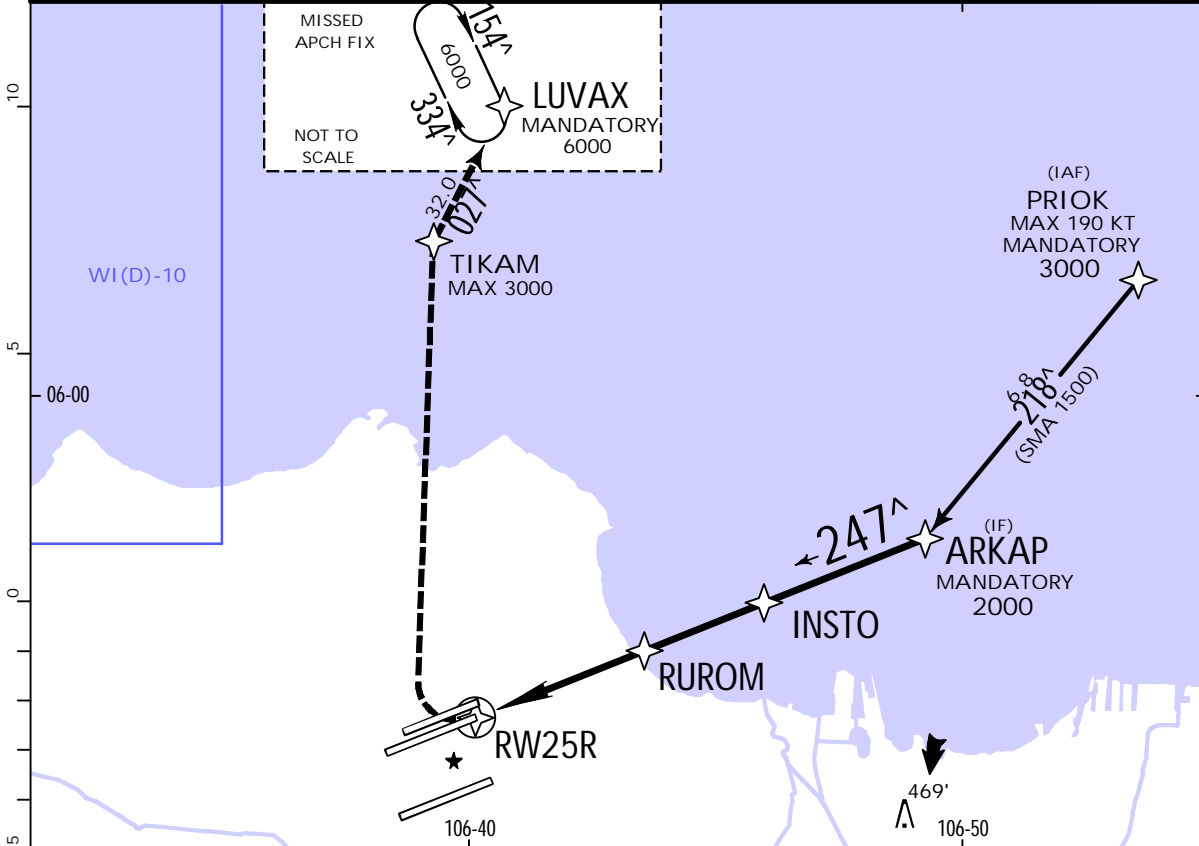 MISSED
APCH FIX
154^
6000
334^
NOT TO
SCALE
LUVAX
MANDATORY
6000
10
32.0
027^
(IAF)
PRIOK
MAX 190 KT
MANDATORY
3000
TIKAM
MAX 3000
WI(D)-10
5
06-00
6.8
218^
(SMA 1500)
247^
(IF)
ARKAP
MANDATORY
2000
0
INSTO
RUROM
RW25R
469'
5
106-40
106-50